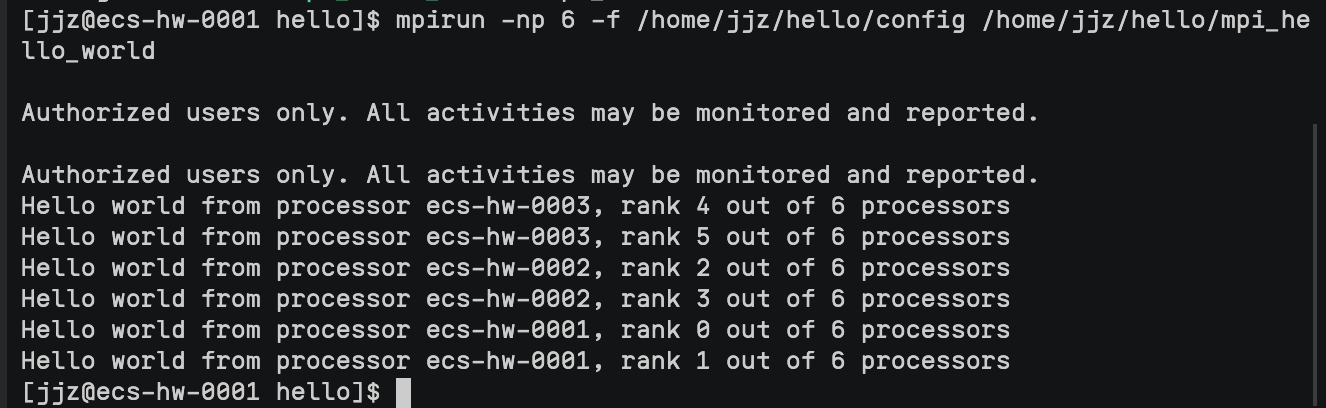 [jjz@ecs-hw-0001 hello]$ mpirun -np 6 -f /home/jjz/hello/config /home/jjz/hello/mpi_he
llo_world
Authorized users only. All activities may be monitored and reported.
Authorized users only. All activities may be monitored and reported.
Hello world from processor ecs-hw-0003, rank 4 out of 6 processors
Hello world from processor ecs-hw-0003, rank 5 out of 6 processors
Hello world from processor ecs-hw-0002, rank 2 out of 6 processors
Hello world from processor ecs-hw-0002, rank 3 out of 6 processors
Hello world from processor ecs-hw-0001, rank 0 out of 6 processors
Hello world from processor ecs-hw-0001, rank 1 out of 6 processors
[jjz@ecs-hw-0001 hello]$